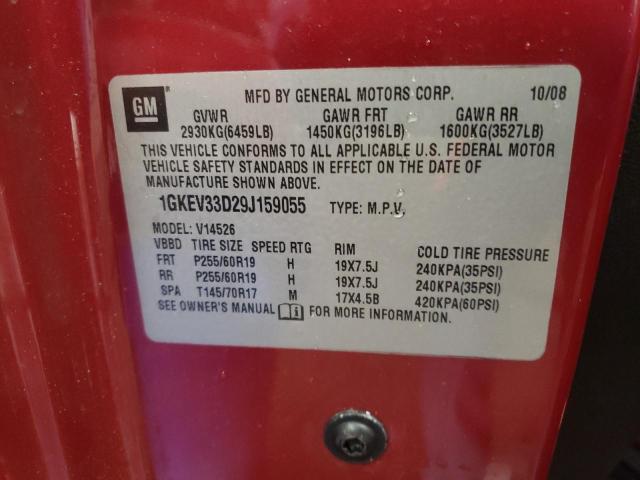 GM ® MFD BY GENERAL MOTORS CORP. 10/08
GVWR GAWR FRT GAWR RR
2930KG(6459LB) 1450KG(3196LB) 1600KG(3527LB)
THIS VEHICLE CONFORMS TO ALL APPLICABLE U.S. FEDERAL MOTOR
VEHICLE SAFETY STANDARDS IN EFFECT ON THE DATE OF
MANUFACTURE SHOWN ABOVE.
1GKEV33D29J159055 TYPE: M.P.V.
MODEL: V14526
VBBD TIRE SIZE SPEED RTG RIM COLD TIRE PRESSURE
FRT P255/60R19 H 19X7.5J 240KPA(35PSI)
RR P255/60R19 H 19X7.5J 240KPA(35PSI)
SPA T145/70R17 M 17X4.5B 420KPA(60PSI)
SEE OWNER'S MANUAL i FOR MORE INFORMATION.